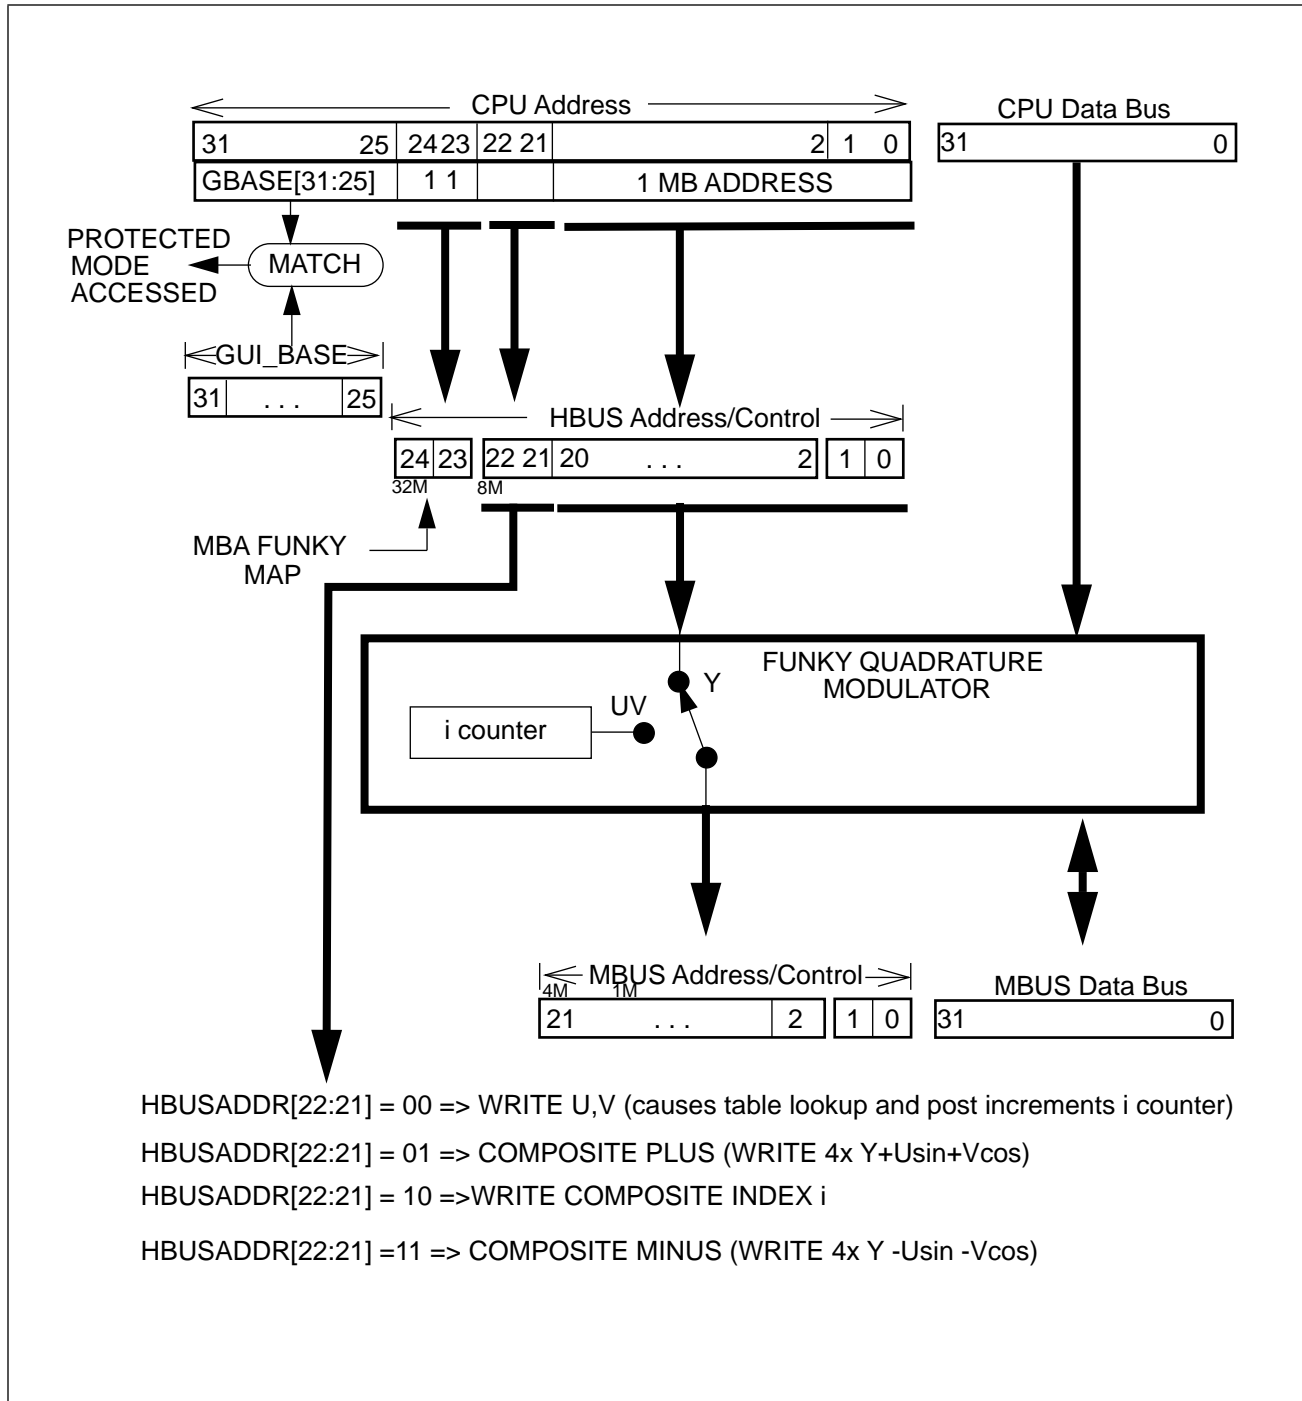 CPU Address
CPU Data Bus
31 25 24 23 22 21 2 1 0
31 0
GBASE[31:25] 1 1 1 MB ADDRESS
PROTECTED
MODE
ACCESSED
MATCH
GUI_BASE
31 . . . 25
HBUS Address/Control
24 23 22 21 20 . . . 2 1 0
32M 8M
MBA FUNKY
MAP
FUNKY QUADRATURE
MODULATOR
Y
UV
i counter
MBUS Address/Control
4M 1M
MBUS Data Bus
21 . . . 2 1 0
31 0
HBUSADDR[22:21] = 00 => WRITE U,V (causes table lookup and post increments i counter)
HBUSADDR[22:21] = 01 => COMPOSITE PLUS (WRITE 4x Y+Usin+Vcos)
HBUSADDR[22:21] = 10 =>WRITE COMPOSITE INDEX i
HBUSADDR[22:21] =11 => COMPOSITE MINUS (WRITE 4x Y -Usin -Vcos)